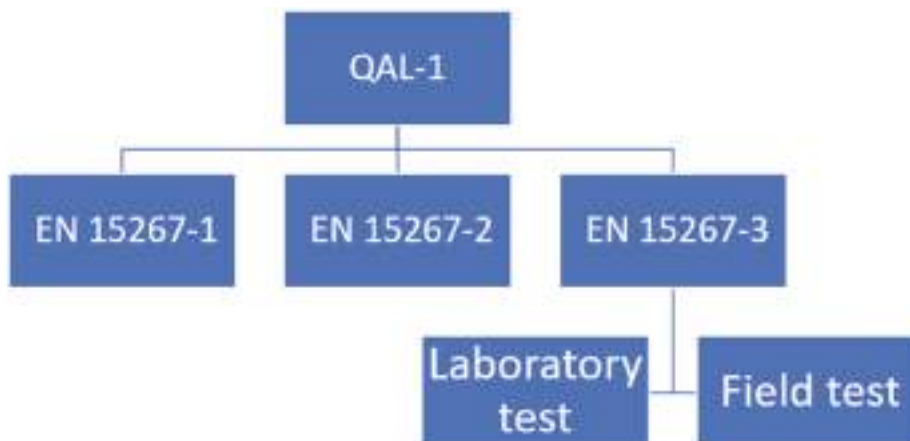 QAL-1
EN 15267-1
EN 15267-2
EN 15267-3
Laboratory
test
Field test